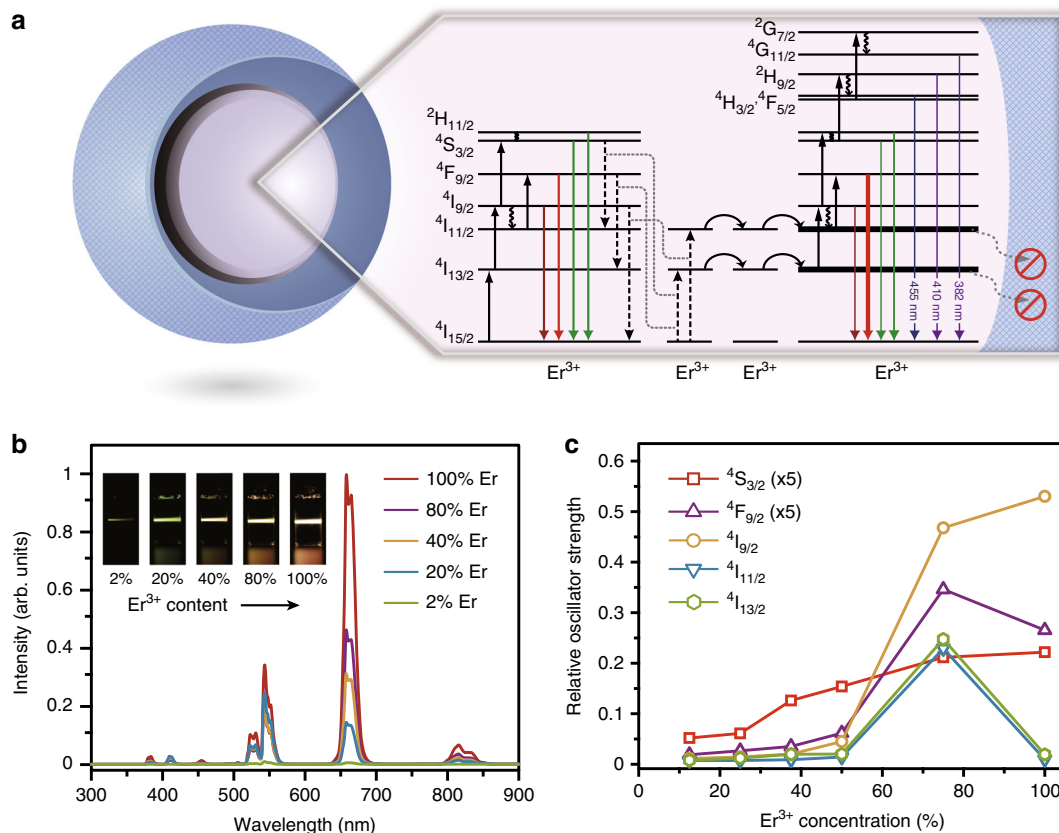 a
²G₇/₂
⁴G₁₁/₂
²H₉/₂
⁴H₃/₂,⁴F₅/₂
²H₁₁/₂
⁴S₃/₂
⁴F₉/₂
⁴I₉/₂
⁴I₁₁/₂
⁴I₁₃/₂
⁴I₁₅/₂
455 nm
410 nm
382 nm
Er³⁺
Er³⁺
Er³⁺
Er³⁺
b
Intensity (arb. units)
1
0.8
0.6
0.4
0.2
0
2%
20%
40%
80%
100%
Er³⁺ content
100% Er
80% Er
40% Er
20% Er
2% Er
300
400
500
600
700
800
900
Wavelength (nm)
c
Relative oscillator strength
0.6
0.5
0.4
0.3
0.2
0.1
0
⁴S₃/₂ (x5)
⁴F₉/₂ (x5)
⁴I₉/₂
⁴I₁₁/₂
⁴I₁₃/₂
0
20
40
60
80
100
Er³⁺ concentration (%)